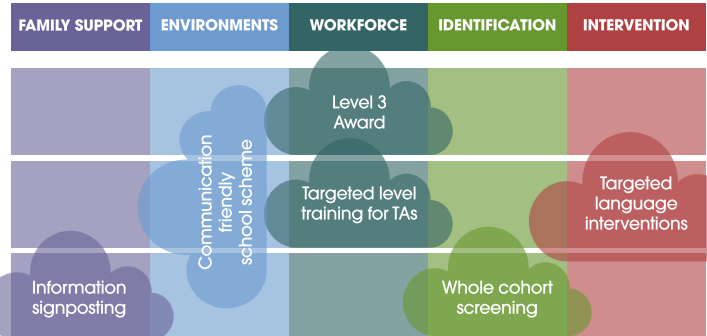 FAMILY SUPPORT
ENVIRONMENTS
WORKFORCE
IDENTIFICATION
INTERVENTION
Level 3
Award
Communication
friendly
school scheme
Targeted level
training for TAs
Targeted
language
interventions
Information
signposting
Whole cohort
screening